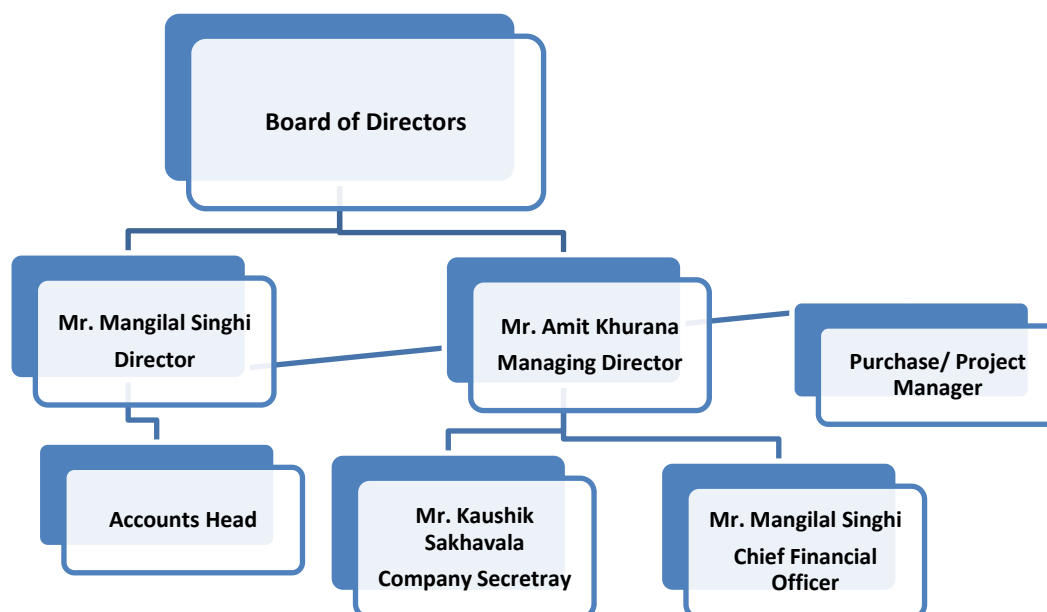 Board of Directors
Mr. Mangilal Singhi
Director
Mr. Amit Khurana
Managing Director
Purchase/ Project
Manager
Accounts Head
Mr. Kaushik
Sakhavala
Company Secretray
Mr. Mangilal Singhi
Chief Financial
Officer